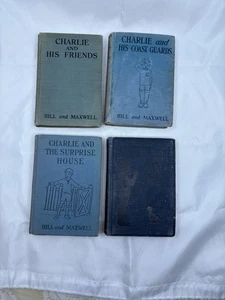 CHARLIE
AND
HIS FRIENDS
HILL and MAXWELL
CHARLIE and
HIS COAST GUARDS
HILL and MAXWELL
CHARLIE AND
THE SURPRISE
HOUSE
HILL and MAXWELL